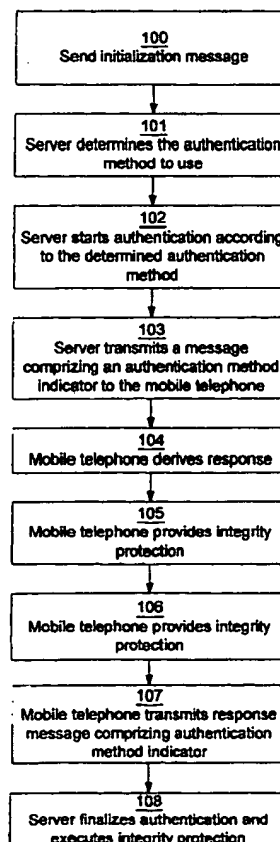 100
Send initialization message
101
Server determines the authentication
method to use
102
Server starts authentication according
to the determined authentication
method
103
Server transmits a message
comprizing an authentication method
indicator to the mobile telephone
104
Mobile telephone derives response
105
Mobile telephone provides integrity
protection
106
Mobile telephone provides integrity
protection
107
Mobile telephone transmits response
message comprizing authentication
method indicator
108
Server finalizes authentication and
executes integrity protection